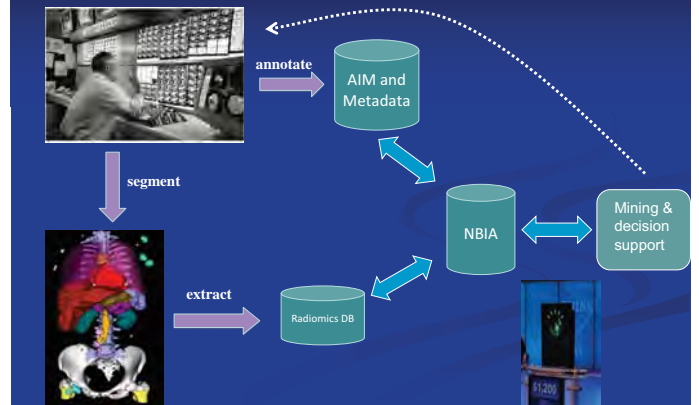 annotate
AIM and
Metadata
segment
NBIA
Mining &
decision
support
extract
Radiomics DB
$1,200